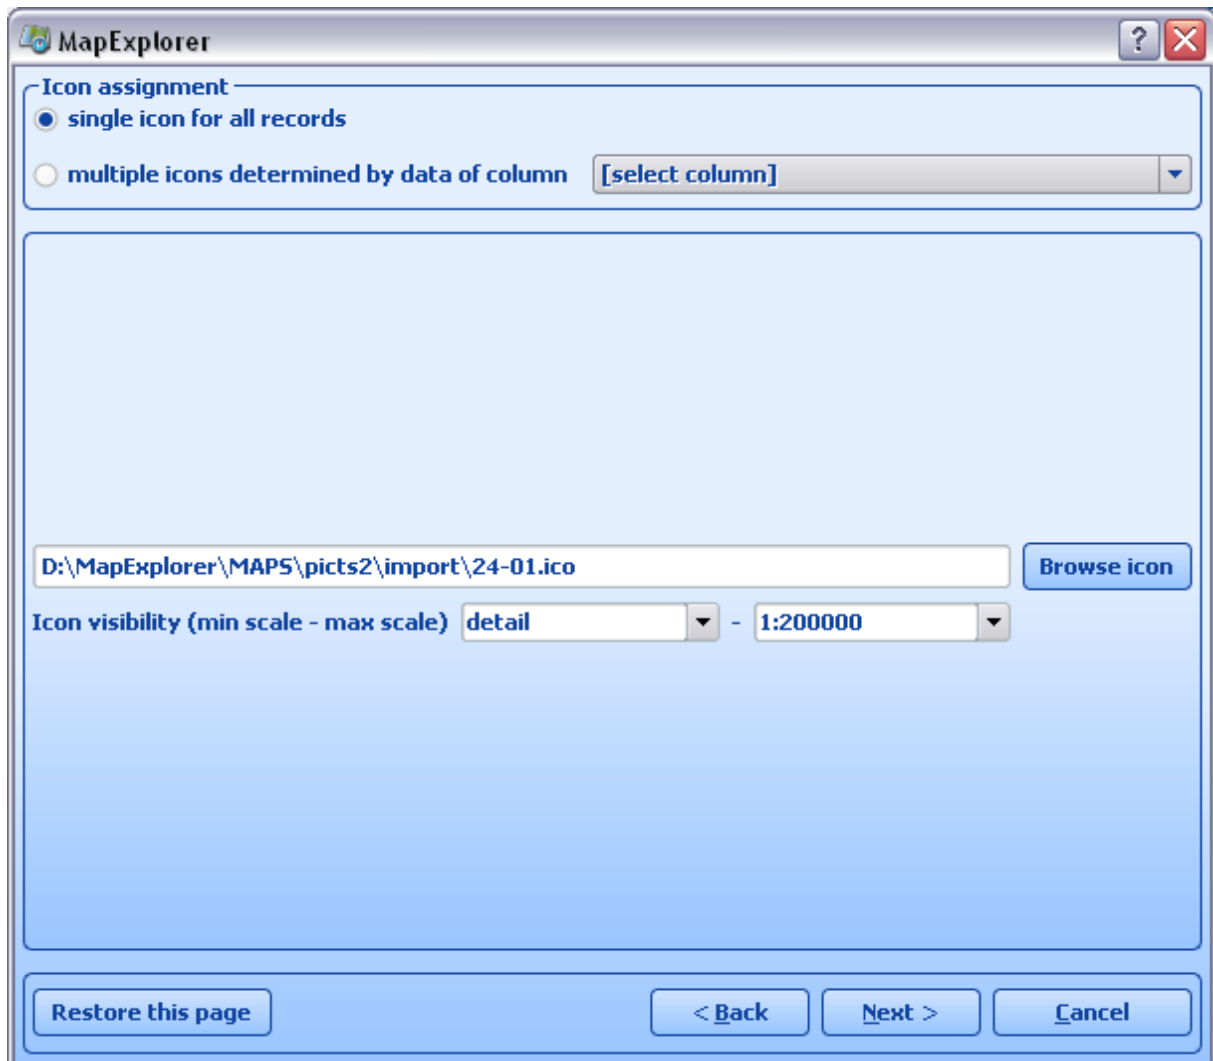 MapExplorer
Icon assignment
single icon for all records
multiple icons determined by data of column [select column]
D:\MapExplorer\MAPS\picts2\import\24-01.ico Browse icon
Icon visibility (min scale - max scale) detail - 1:200000
Restore this page < Back Next > Cancel